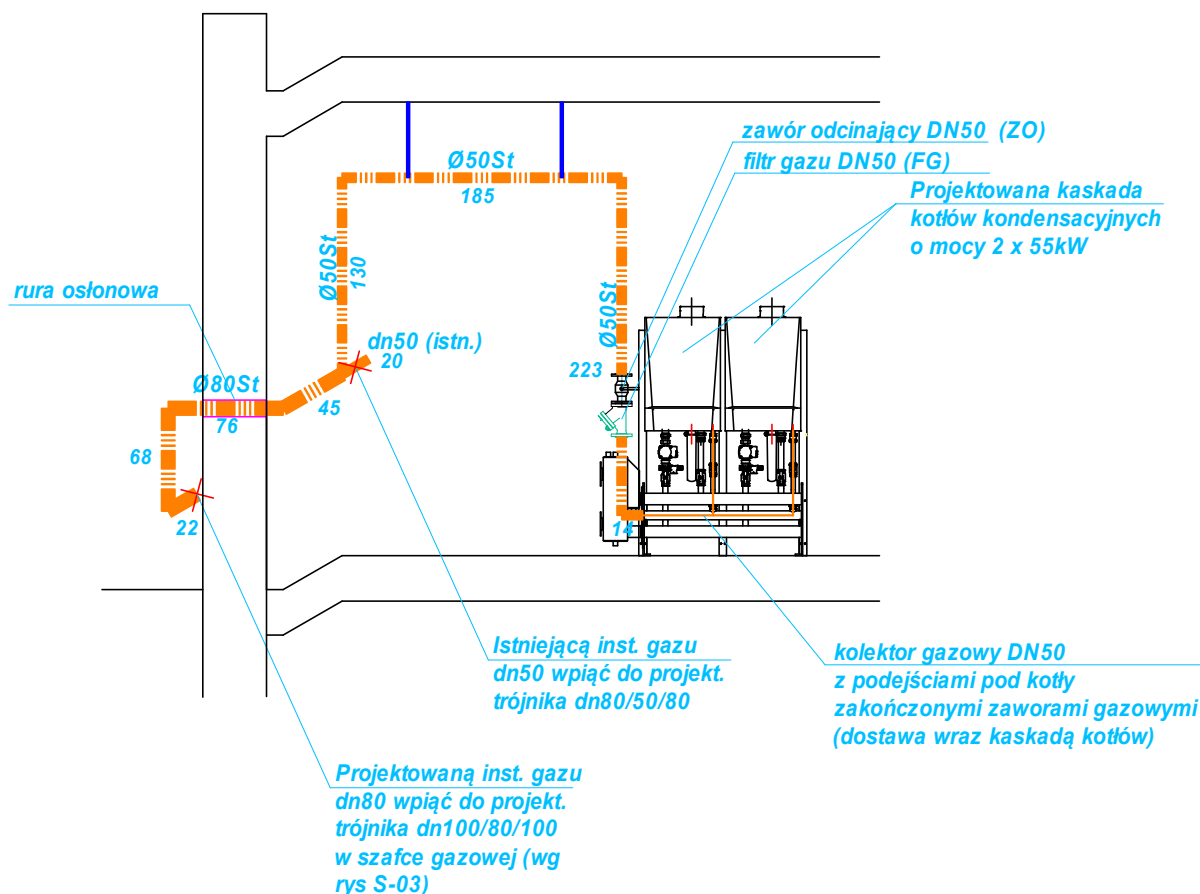 zawór odcinający DN50 (ZO)
filtr gazu DN50 (FG)
Projektowana kaskada
kotłów kondensacyjnych
o mocy 2 x 55kW
Ø50St
185
Ø50St
130
rura osłonowa
Ø50St
dn50 (istn.)
20
223
Ø80St
76
45
68
22
14
Istniejącą inst. gazu
dn50 wpiąć do projekt.
trójnika dn80/50/80
kolektor gazowy DN50
z podejściami pod kotły
zakończonymi zaworami gazowymi
(dostawa wraz kaskadą kotłów)
Projektowaną inst. gazu
dn80 wpiąć do projekt.
trójnika dn100/80/100
w szafce gazowej (wg
rys S-03)